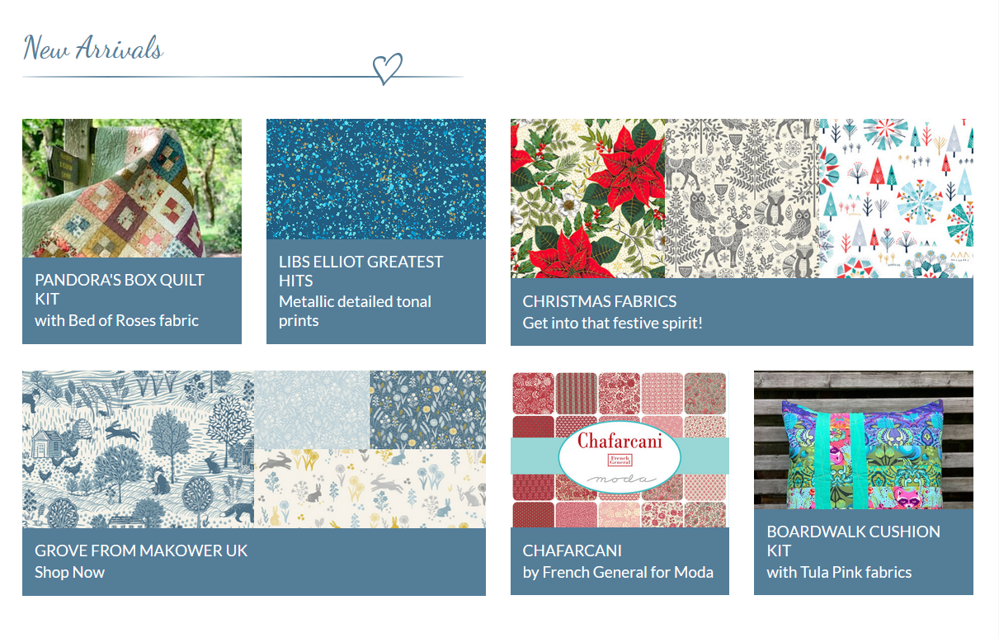 New Arrivals
PANDORA'S BOX QUILT
KIT
with Bed of Roses fabric
LIBS ELLIOT GREATEST
HITS
Metallic detailed tonal
prints
CHRISTMAS FABRICS
Get into that festive spirit!
GROVE FROM MAKOWER UK
Shop Now
Chafarcani
French
General
moda
CHAFARCANI
by French General for Moda
BOARDWALK CUSHION
KIT
with Tula Pink fabrics